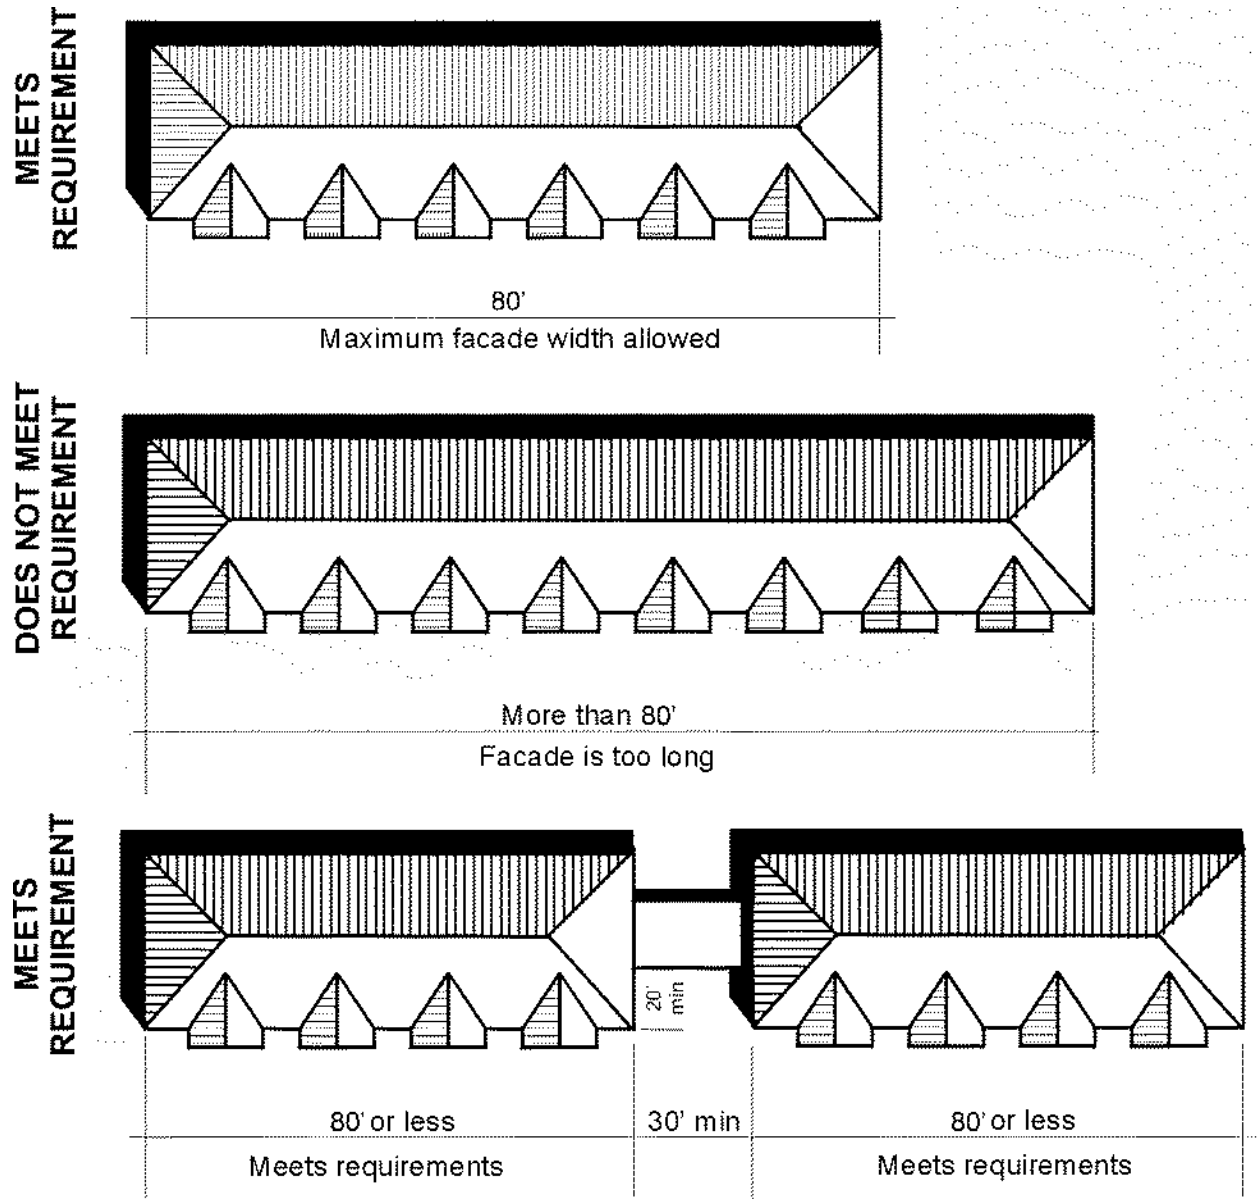 MEETS
REQUIREMENT
80'
Maximum facade width allowed
DOES NOT MEET
REQUIREMENT
More than 80'
Facade is too long
MEETS
REQUIREMENT
20'
min
80' or less
30' min
80' or less
Meets requirements
Meets requirements